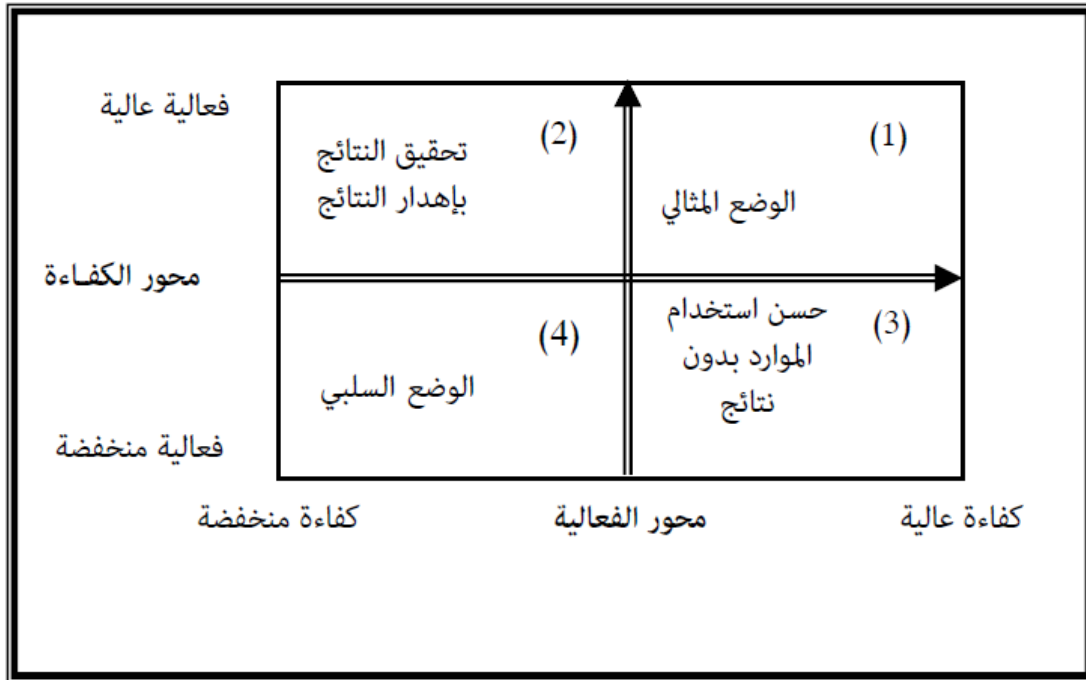 فعالية عالية
(1)
الوضع المثالي
(2)
تحقيق النتائج
بإهدار النتائج
محور الكفـاءة
(3)
حسن استخدام
الموارد بدون
نتائج
(4)
الوضع السلبي
فعالية منخفضة
كفاءة عالية
محور الفعالية
كفاءة منخفضة